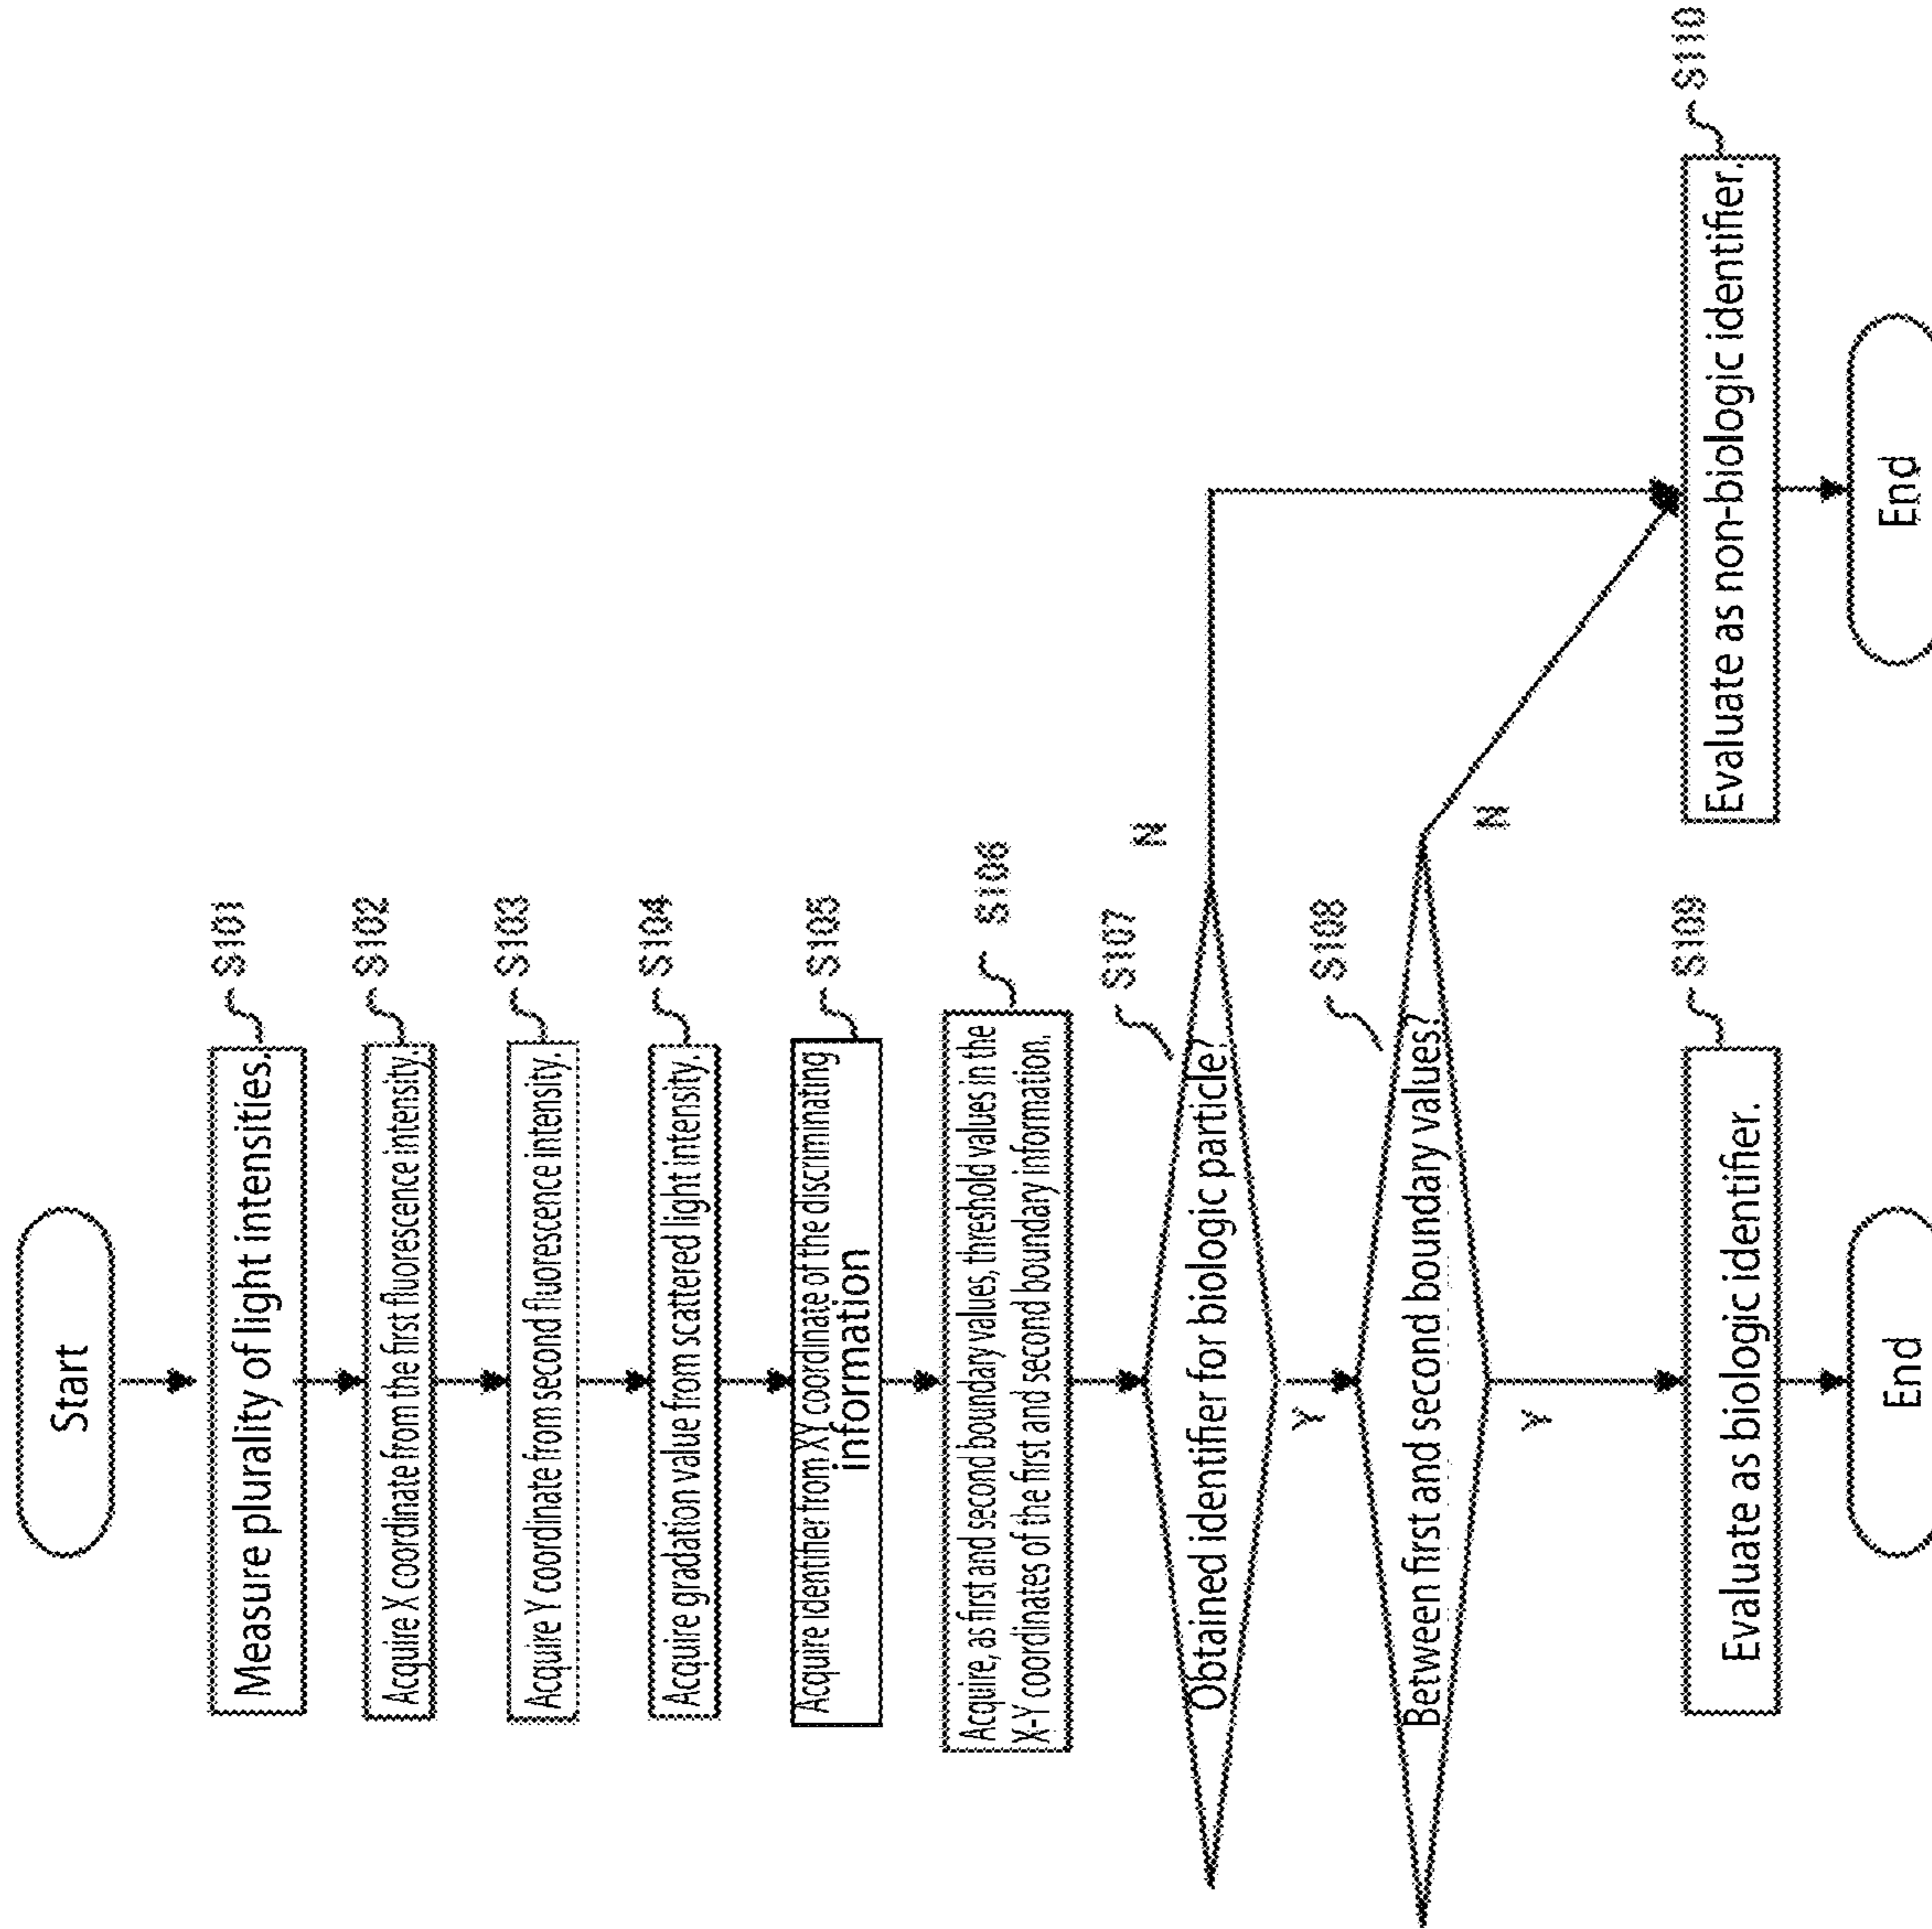 Start
Measure plurality of light intensities.
S101
Acquire X coordinate from the first fluorescence intensity.
S102
Acquire Y coordinate from second fluorescence intensity.
S103
Acquire gradation value from scattered light intensity.
S104
Acquire identifier from XY coordinate of the discriminating
information
S105
Acquire, as first and second boundary values, threshold values in the
X-Y coordinates of the first and second boundary information.
S106
Obtained identifier for biologic particle?
S107
N
Y
Between first and second boundary values?
S108
N
Y
Evaluate as biologic identifier.
S109
Evaluate as non-biologic identifier.
S110
End
End